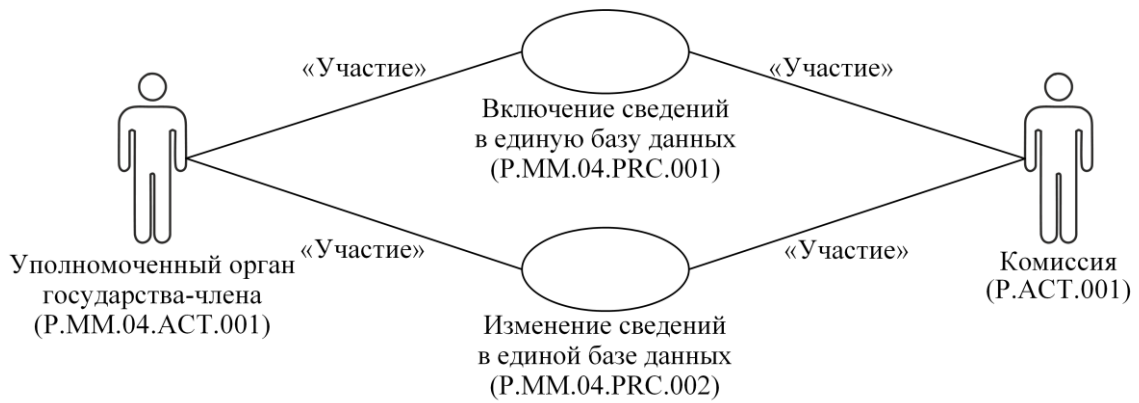 «Участие»
«Участие»
Включение сведений
в единую базу данных
(P.MM.04.PRC.001)
«Участие»
«Участие»
Уполномоченный орган
государства-члена
(P.MM.04.ACT.001)
Комиссия
(P.ACT.001)
Изменение сведений
в единой базе данных
(P.MM.04.PRC.002)